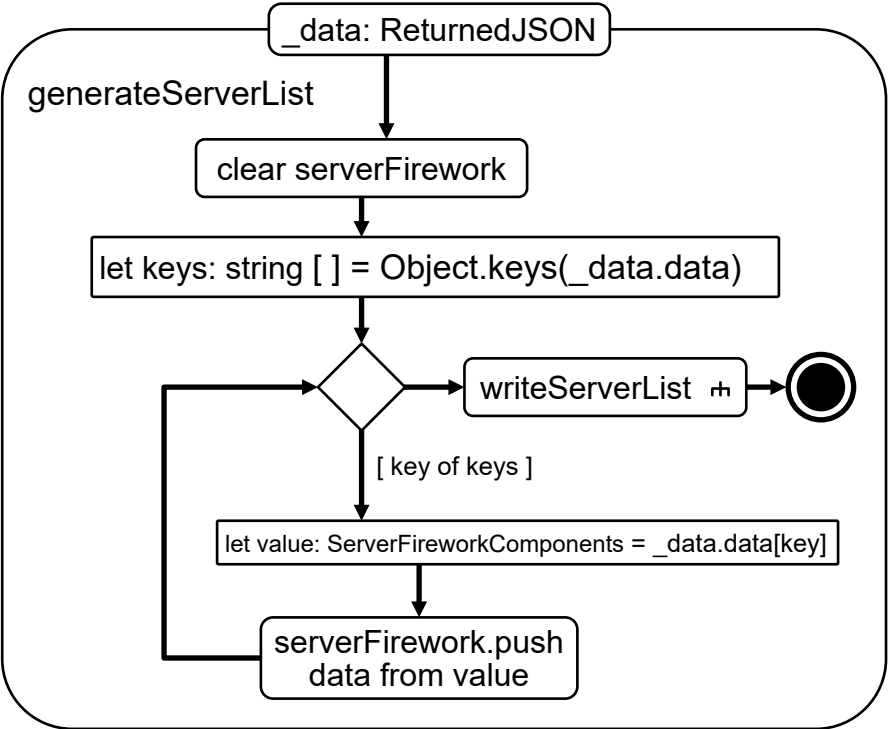 _data: ReturnedJSON
generateServerList
clear serverFirework
let keys: string [ ] = Object.keys(_data.data)
writeServerList
[ key of keys ]
let value: ServerFireworkComponents = _data.data[key]
serverFirework.push
data from value